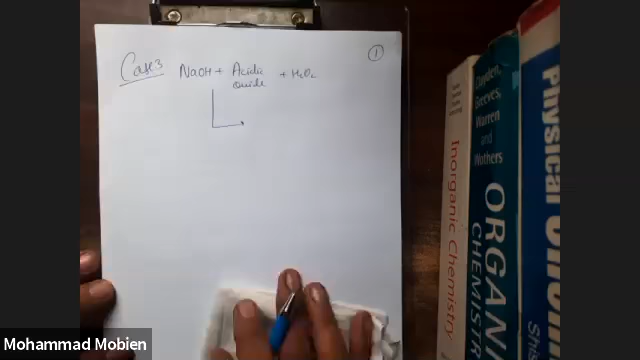 ①
Case 3 NaOH + Acidic + H₂O₂
oxide
Inorganic Chemistry
Clayden,
Greeves,
Warren
and
Wothers
ORGANIC
CHEMISTRY
Physical
Mohammad Mobien